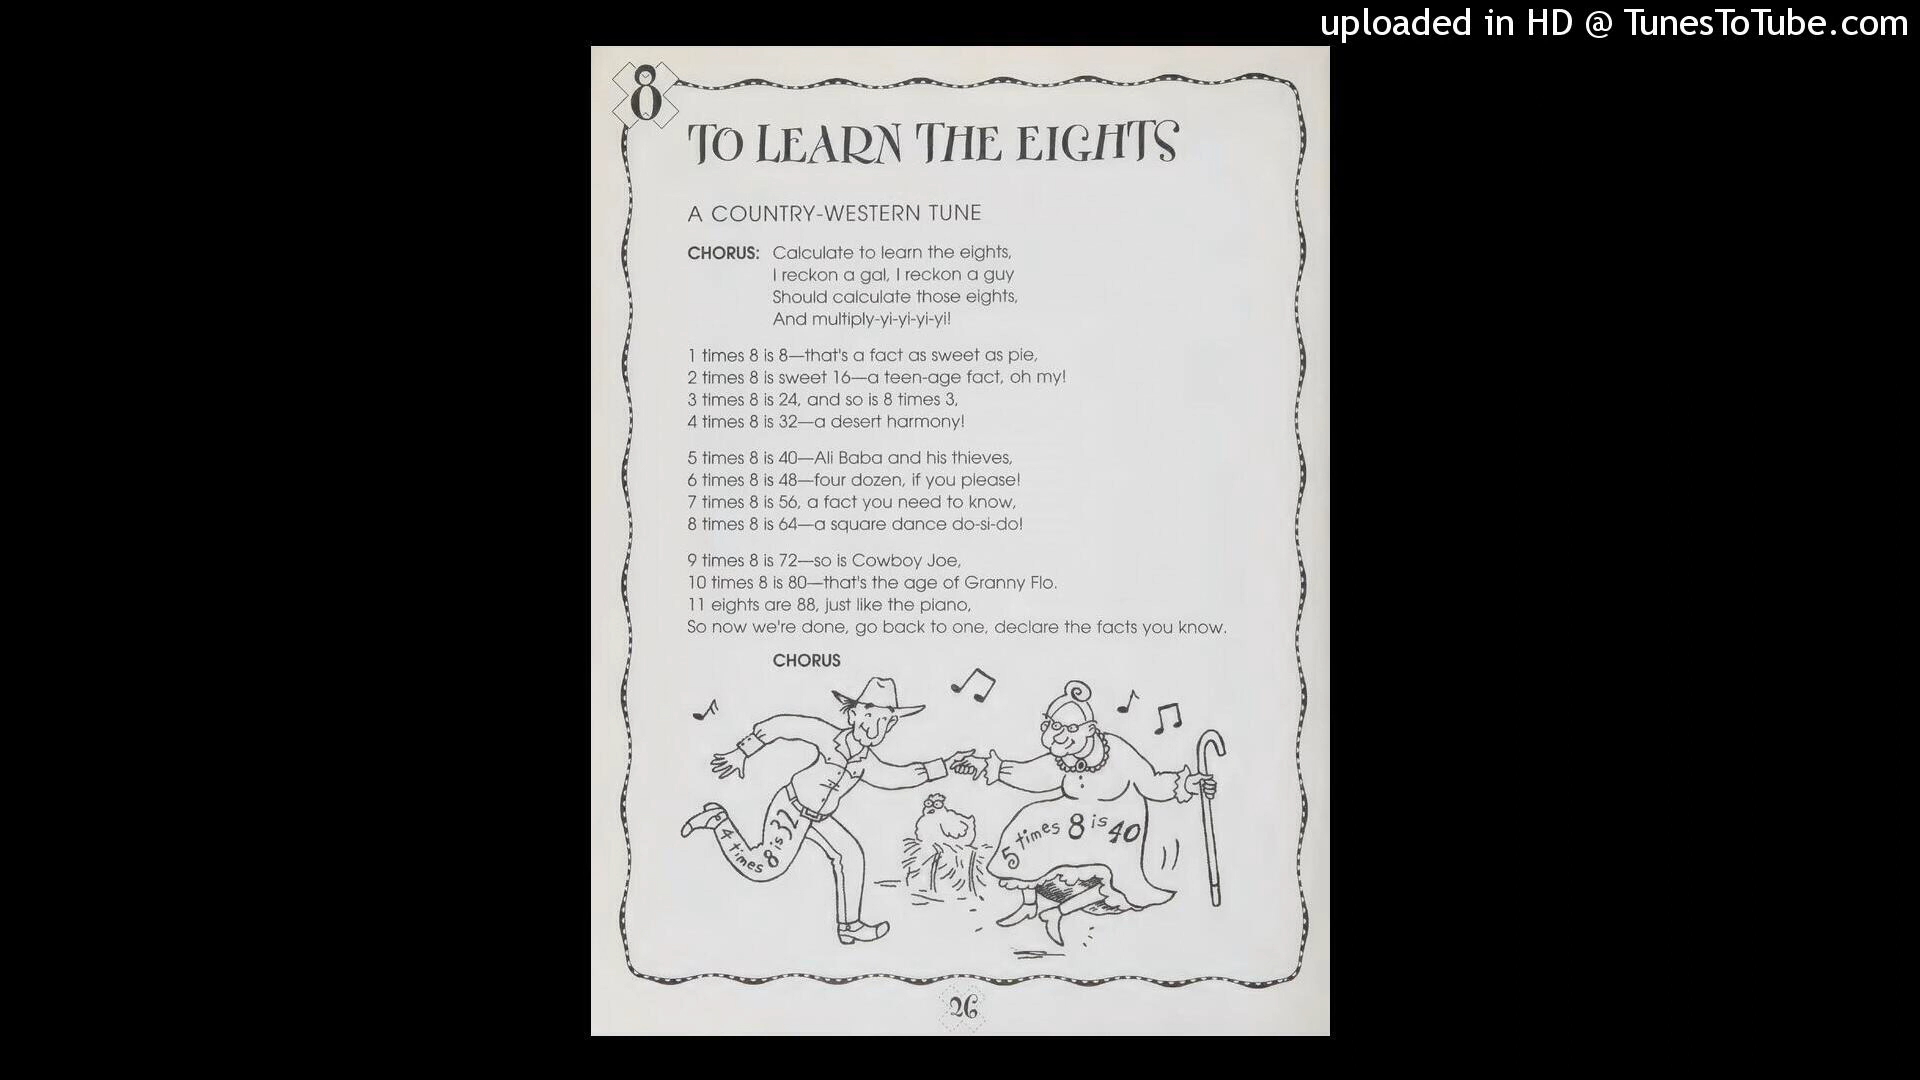 uploaded in HD @ TunesToTube.com
8
TO LEARN THE EIGHTS
A COUNTRY-WESTERN TUNE
CHORUS: Calculate to learn the eights,
I reckon a gal, I reckon a guy
Should calculate those eights,
And multiply-yi-yi-yi-yi!
1 times 8 is 8—that's a fact as sweet as pie,
2 times 8 is sweet 16—a teen-age fact, oh my!
3 times 8 is 24, and so is 8 times 3,
4 times 8 is 32—a desert harmony!
5 times 8 is 40—Ali Baba and his thieves,
6 times 8 is 48—four dozen, if you please!
7 times 8 is 56, a fact you need to know,
8 times 8 is 64—a square dance do-si-do!
9 times 8 is 72—so is Cowboy Joe,
10 times 8 is 80—that's the age of Granny Flo.
11 eights are 88, just like the piano,
So now we're done, go back to one, declare the facts you know.
CHORUS
4 times 8 is 32
5 times 8 is 40
26